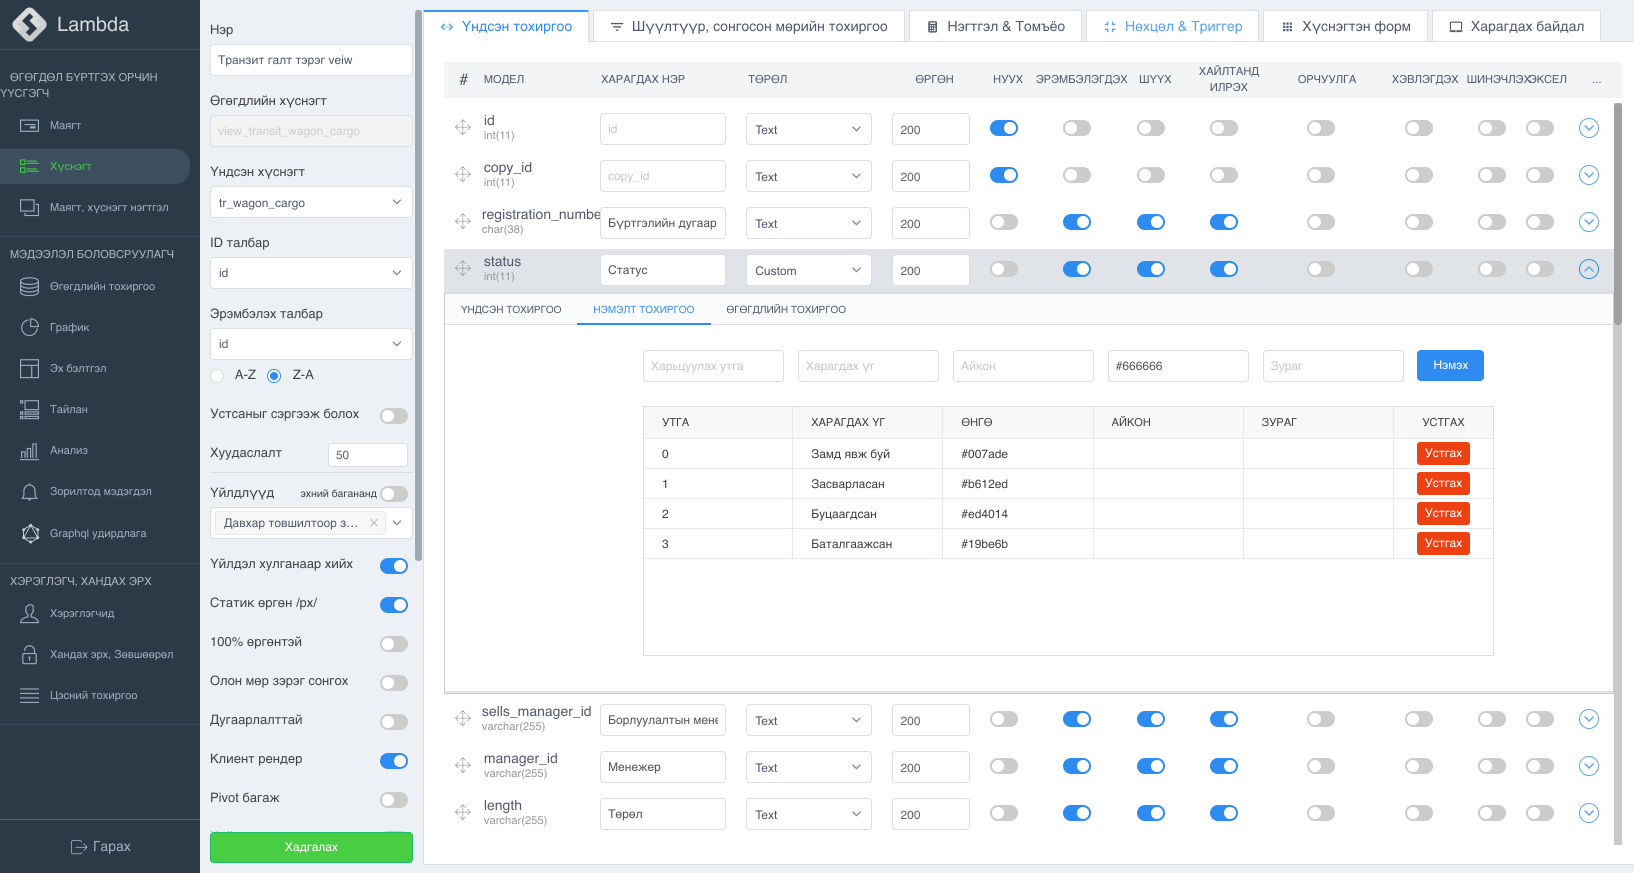 Lambda
ӨГӨГДӨЛ БҮРТГЭХ ОРЧИН
ҮҮСГЭГЧ
Маягт
Хүснэгт
Маягт, хүснэгт нэгтгэл
МЭДЭЭЛЭЛ БОЛОВСРУУЛАГЧ
Өгөгдлийн тохиргоо
График
Эх бэлтгэл
Тайлан
Анализ
Зорилтод мэдэгдэл
Graphql удирдлага
ХЭРЭГЛЭГЧ, ХАНДАХ ЭРХ
Хэрэглэгчид
Хандах эрх, Зөвшөөрөл
Цэсний тохиргоо
Гарах
Нэр
Транзит галт тэрэг veiw
Өгөгдлийн хүснэгт
view_transit_wagon_cargo
Үндсэн хүснэгт
tr_wagon_cargo
ID талбар
id
Эрэмбэлэх талбар
id
A-Z Z-A
Устсаныг сэргээж болох
Хуудаслалт 50
Үйлдлүүд эхний багананд
Давхар товшилтоор з...
Үйлдэл хулганаар хийх
Статик өргөн /px/
100% өргөнтэй
Олон мөр зэрэг сонгох
Дугаарлалттай
Клиент рендер
Pivot багаж
Хадгалах
Үндсэн тохиргоо Шүүлтүүр, сонгосон мөрийн тохиргоо Нэгтгэл & Томъёо Нөхцөл & Триггер Хүснэгтэн форм Харагдах байдал
# МОДЕЛ ХАРАГДАХ НЭР ТӨРӨЛ ӨРГӨН НУУХ ЭРЭМБЭЛЭГДЭХ ШҮҮХ ХАЙЛТАНД ИЛРЭХ ОРЧУУЛГА ХЭВЛЭГДЭХ ШИНЭЧЛЭХ ЭКСЕЛ ...
id id Text 200
int(11)
copy_id copy_id Text 200
int(11)
registration_numbe Бүртгэлийн дугаар Text 200
char(38)
status Статус Custom 200
int(11)
ҮНДСЭН ТОХИРГОО НЭМЭЛТ ТОХИРГОО ӨГӨГДЛИЙН ТОХИРГОО
Харьцуулах утга Харагдах үг Айкон #666666 Зураг Нэмэх
УТГА ХАРАГДАХ ҮГ ӨНГӨ АЙКОН ЗУРАГ УСТГАХ
0 Замд явж буй #007ade Устгах
1 Засварласан #b612ed Устгах
2 Буцаагдсан #ed4014 Устгах
3 Баталгаажсан #19be6b Устгах
sells_manager_id Борлуулалтын мене Text 200
varchar(255)
manager_id Менежер Text 200
varchar(255)
length Төрөл Text 200
varchar(255)